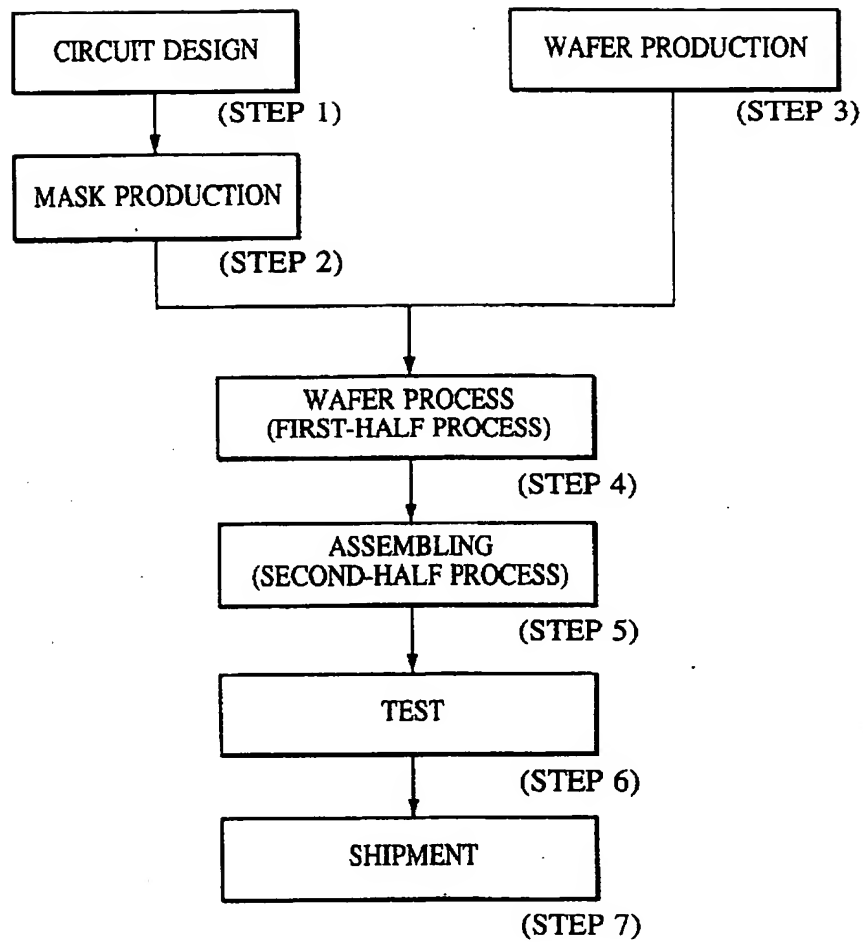 CIRCUIT DESIGN
(STEP 1)
WAFER PRODUCTION
(STEP 3)
MASK PRODUCTION
(STEP 2)
WAFER PROCESS
(FIRST-HALF PROCESS)
(STEP 4)
ASSEMBLING
(SECOND-HALF PROCESS)
(STEP 5)
TEST
(STEP 6)
SHIPMENT
(STEP 7)